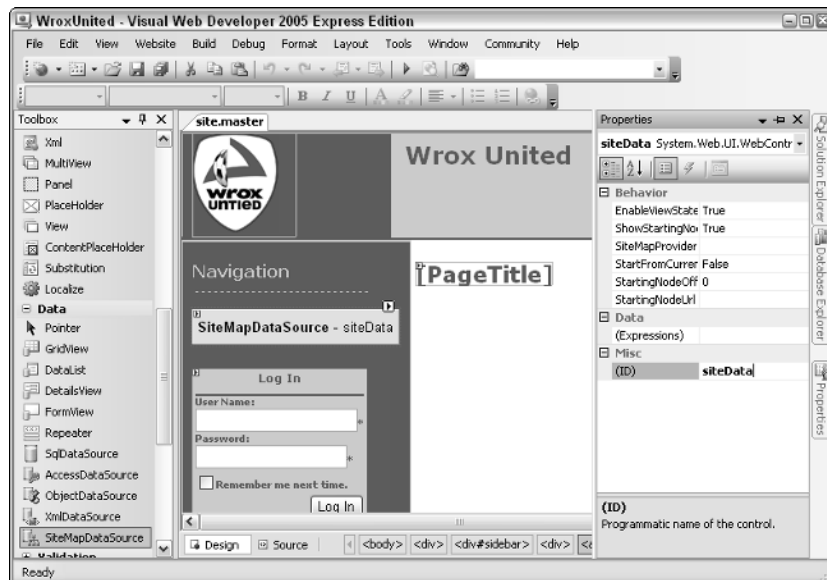 WroxUnited - Visual Web Developer 2005 Express Edition
File Edit View Website Build Debug Format Layout Tools Window Community Help
B I U A
Toolbox
Xml
MultiView
Panel
PlaceHolder
View
ContentPlaceHolder
Substitution
Localize
Data
Pointer
GridView
DataList
DetailsView
FormView
Repeater
SqlDataSource
AccessDataSource
ObjectDataSource
XmlDataSource
SiteMapDataSource
Validation
site.master
WROX
UNTIED
Wrox United
Navigation
[PageTitle]
SiteMapDataSource - siteData
Log In
User Name:
*
Password:
*
Remember me next time.
Log In
Design Source <body> <div> <div#sidebar> <div>
Properties
siteData System.Web.UI.WebContr
Behavior
EnableViewState True
ShowStartingNo True
SiteMapProvider
StartFromCurrer False
StartingNodeOff 0
StartingNodeUrl
Data
(Expressions)
Misc
(ID) siteData
(ID)
Programmatic name of the control.
Solution Explorer
Database Explorer
Properties
Ready